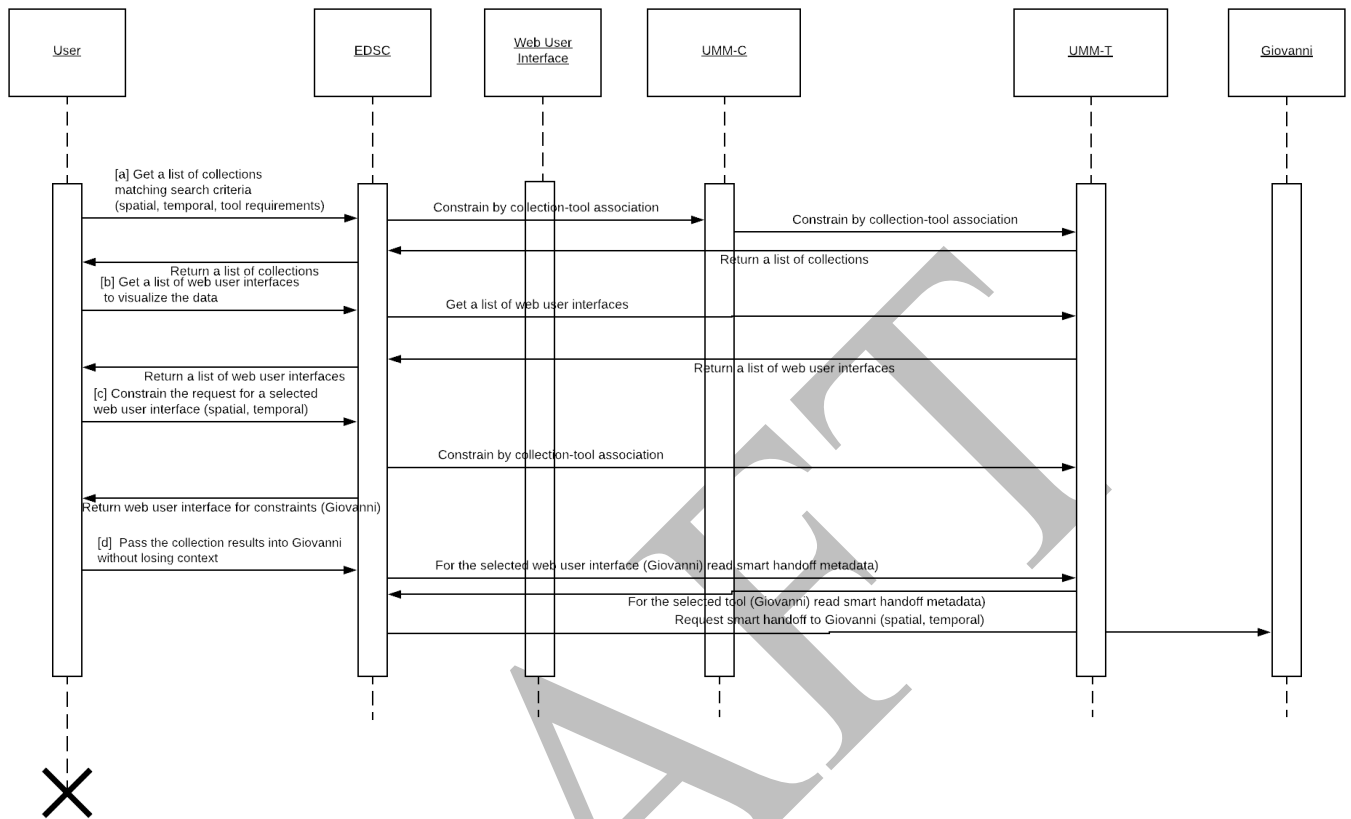 User
EDSC
Web User
Interface
UMM-C
UMM-T
Giovanni
[a] Get a list of collections
matching search criteria
(spatial, temporal, tool requirements)
Constrain by collection-tool association
Constrain by collection-tool association
Return a list of collections
Return a list of collections
[b] Get a list of web user interfaces
to visualize the data
Get a list of web user interfaces
Return a list of web user interfaces
Return a list of web user interfaces
[c] Constrain the request for a selected
web user interface (spatial, temporal)
Constrain by collection-tool association
Return web user interface for constraints (Giovanni)
[d] Pass the collection results into Giovanni
without losing context
For the selected web user interface (Giovanni) read smart handoff metadata)
For the selected tool (Giovanni) read smart handoff metadata)
Request smart handoff to Giovanni (spatial, temporal)
AFT